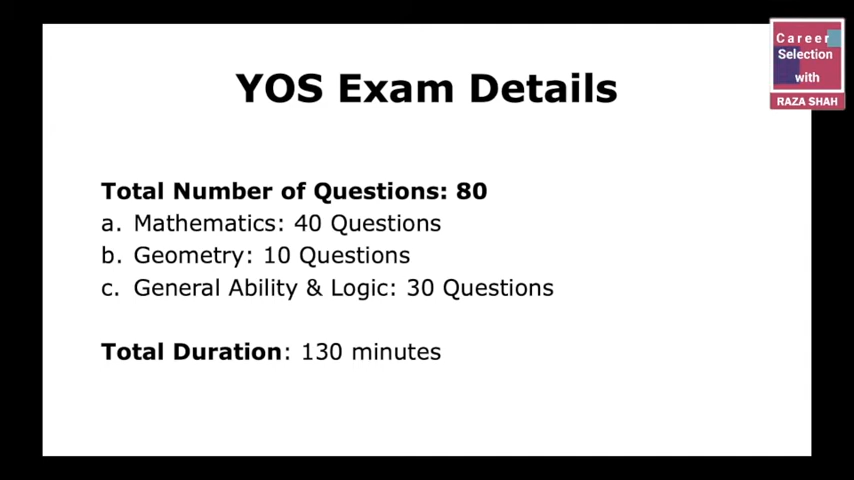 Career
Selection
with
RAZA SHAH
YOS Exam Details
Total Number of Questions: 80
a. Mathematics: 40 Questions
b. Geometry: 10 Questions
c. General Ability & Logic: 30 Questions
Total Duration: 130 minutes